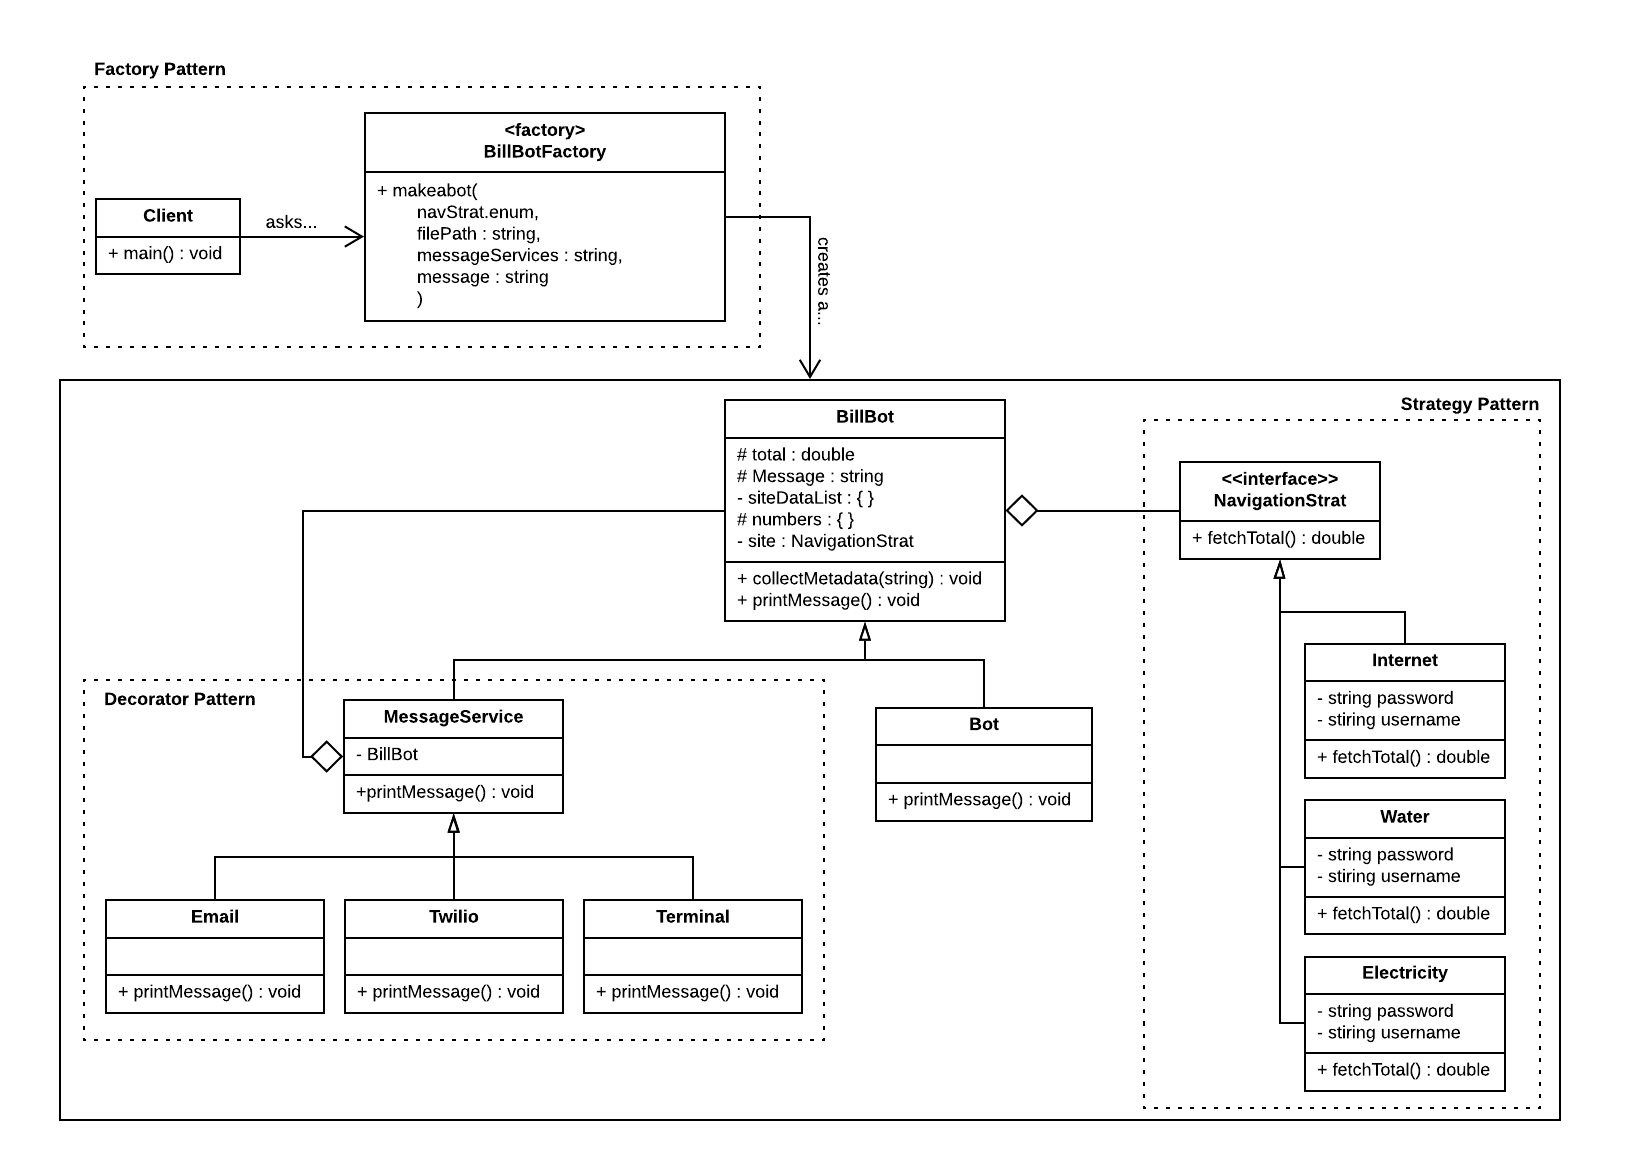 Factory Pattern
<factory>
BillBotFactory
+ makeabot(
navStrat.enum,
filePath : string,
messageServices : string,
message : string
)
Client
+ main() : void
asks...
creates a...
BillBot
# total : double
# Message : string
- siteDataList : { }
# numbers : { }
- site : NavigationStrat
+ collectMetadata(string) : void
+ printMessage() : void
Strategy Pattern
<<interface>>
NavigationStrat
+ fetchTotal() : double
Internet
- string password
- stiring username
+ fetchTotal() : double
Water
- string password
- stiring username
+ fetchTotal() : double
Electricity
- string password
- stiring username
+ fetchTotal() : double
Decorator Pattern
MessageService
- BillBot
+printMessage() : void
Bot
+ printMessage() : void
Email
+ printMessage() : void
Twilio
+ printMessage() : void
Terminal
+ printMessage() : void